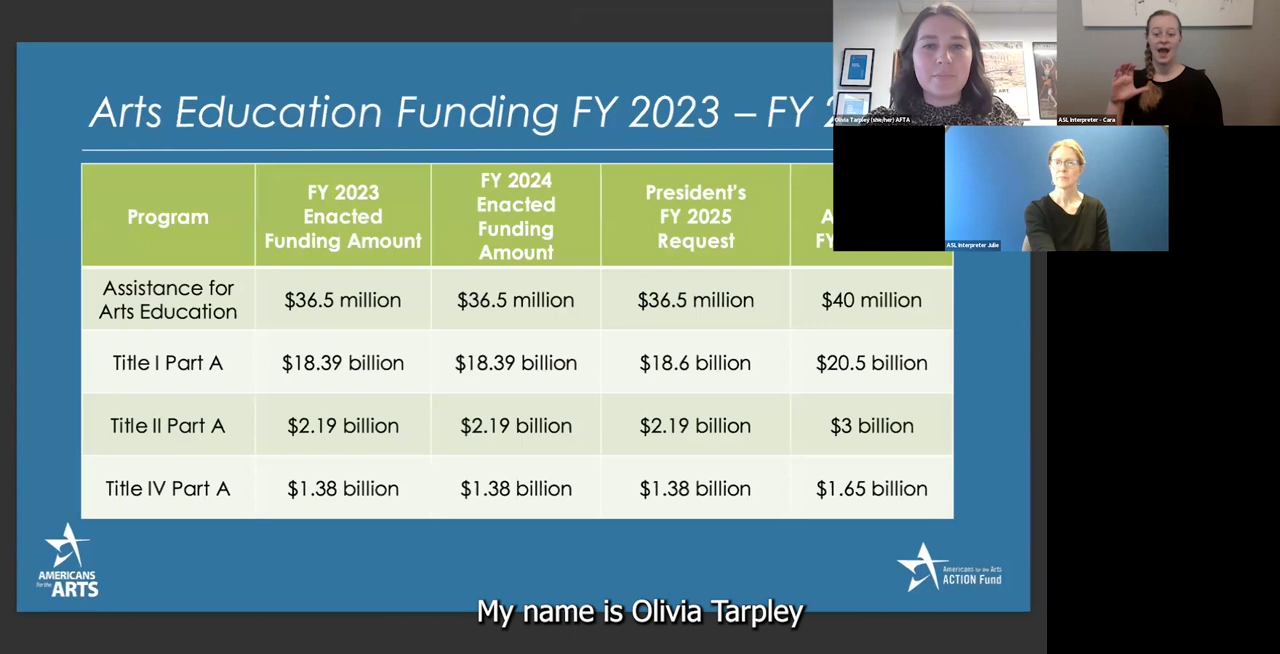 Arts Education Funding FY 2023 – FY 2
Program
FY 2023
Enacted
Funding Amount
FY 2024
Enacted
Funding
Amount
President's
FY 2025
Request
A
FY
Assistance for
Arts Education
$36.5 million
$36.5 million
$36.5 million
$40 million
Title I Part A
$18.39 billion
$18.39 billion
$18.6 billion
$20.5 billion
Title II Part A
$2.19 billion
$2.19 billion
$2.19 billion
$3 billion
Title IV Part A
$1.38 billion
$1.38 billion
$1.38 billion
$1.65 billion
AMERICANS
for the ARTS
Americans for the Arts
ACTION Fund
Olivia Tarpley (she/her) AFTA
ASL Interpreter - Cara
ASL Interpreter Julie
My name is Olivia Tarpley